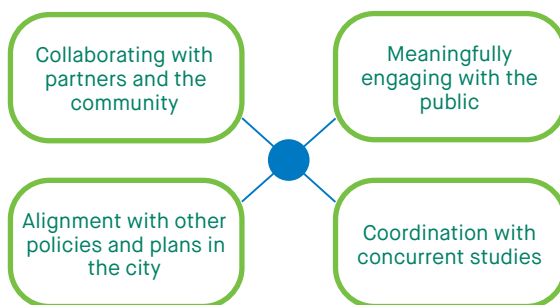 Collaborating with
partners and the
community
Meaningfully
engaging with the
public
Alignment with other
policies and plans in
the city
Coordination with
concurrent studies